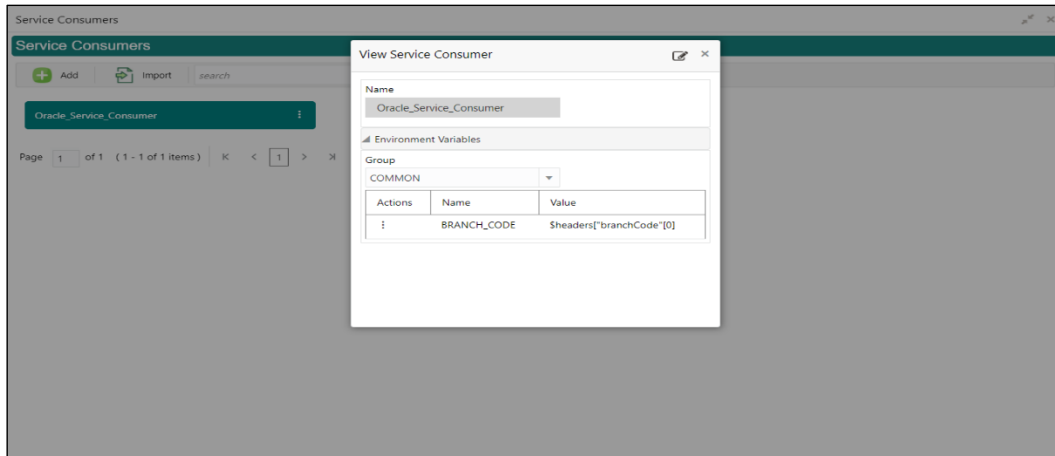 Service Consumers
Service Consumers
Add Import search
Oracle_Service_Consumer
Page 1 of 1 (1 - 1 of 1 items) K < 1 > >|
View Service Consumer ×
Name
Oracle_Service_Consumer
Environment Variables
Group
COMMON
Actions Name Value
BRANCH_CODE $headers["branchCode"[0]